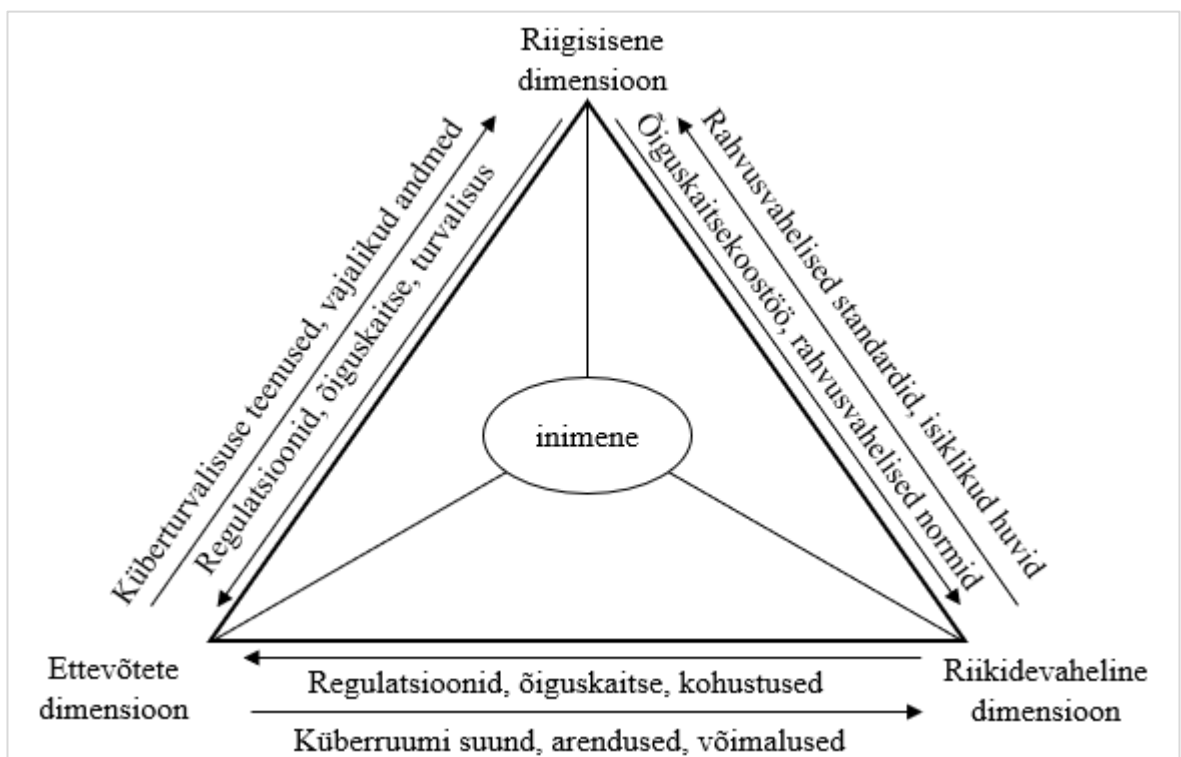 Riigisisene
dimensioon
Küberturvalisuse teenused, vajalikud andmed
Regulatsioonid, õiguskaitse, turvalisus
Õiguskaitsekoostöö, rahvusvahelised normid
Rahvusvahelised standardid, isiklikud huvid
inimene
Ettevõtete
dimensioon
Regulatsioonid, õiguskaitse, kohustused
Küberruumi suund, arendused, võimalused
Riikidevaheline
dimensioon